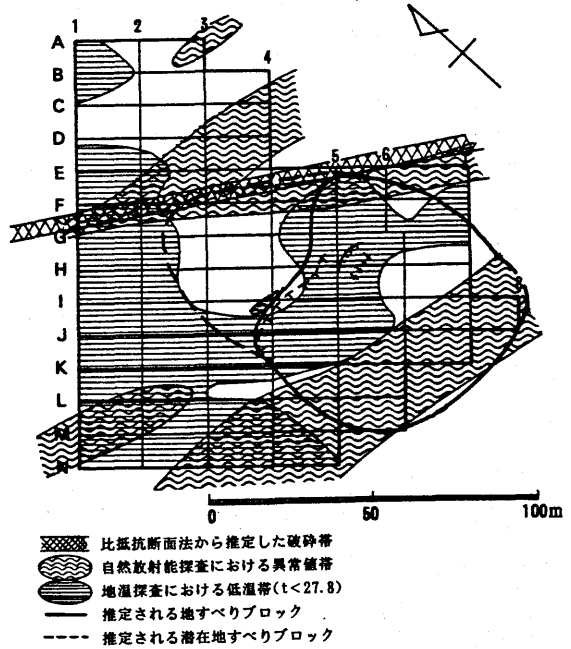 1 2 3
4
5 6 7
8
A
B
C
D
E
F
G
H
I
J
K
L
M
N
0 50 100m
比抵抗断面法から推定した破砕帯
自然放射能探査における異常値帯
地温探査における低温帯(t<27.8)
推定される地すべりブロック
推定される潜在地すべりブロック